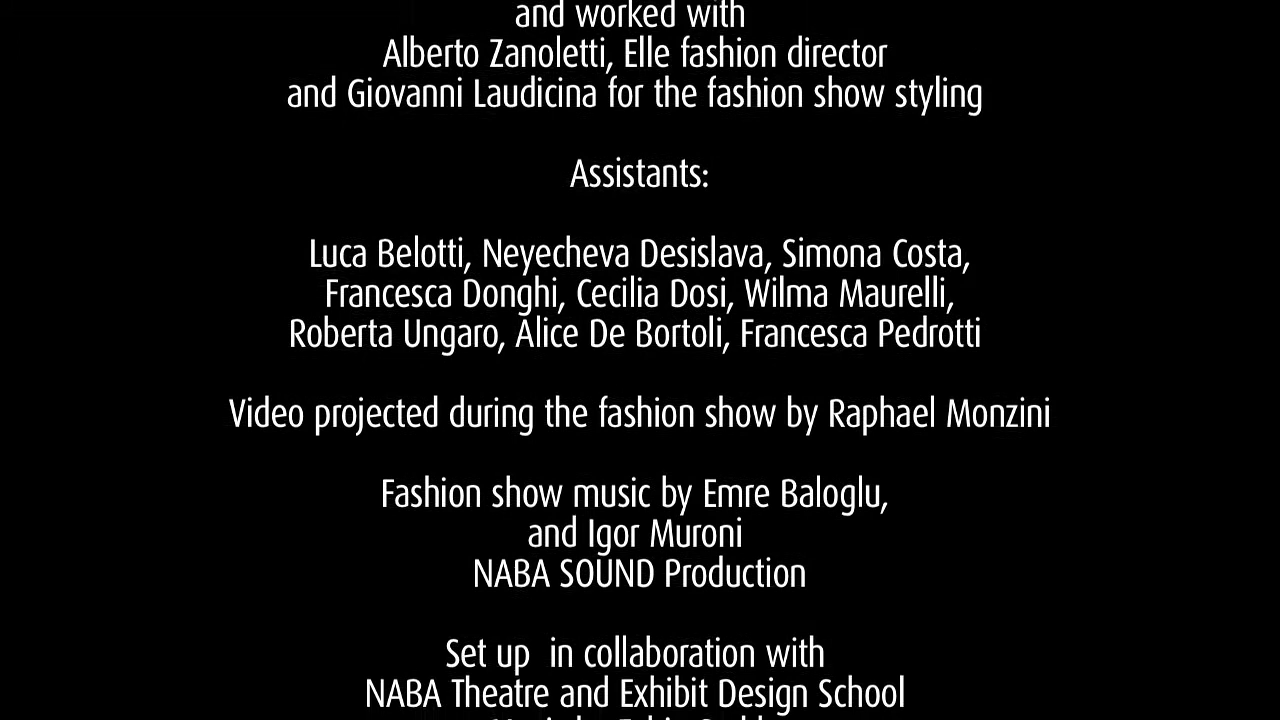 and worked with
Alberto Zanoletti, Elle fashion director
and Giovanni Laudicina for the fashion show styling
Assistants:
Luca Belotti, Neyecheva Desislava, Simona Costa,
Francesca Donghi, Cecilia Dosi, Wilma Maurelli,
Roberta Ungaro, Alice De Bortoli, Francesca Pedrotti
Video projected during the fashion show by Raphael Monzini
Fashion show music by Emre Baloglu,
and Igor Muroni
NABA SOUND Production
Set up  in collaboration with
NABA Theatre and Exhibit Design School